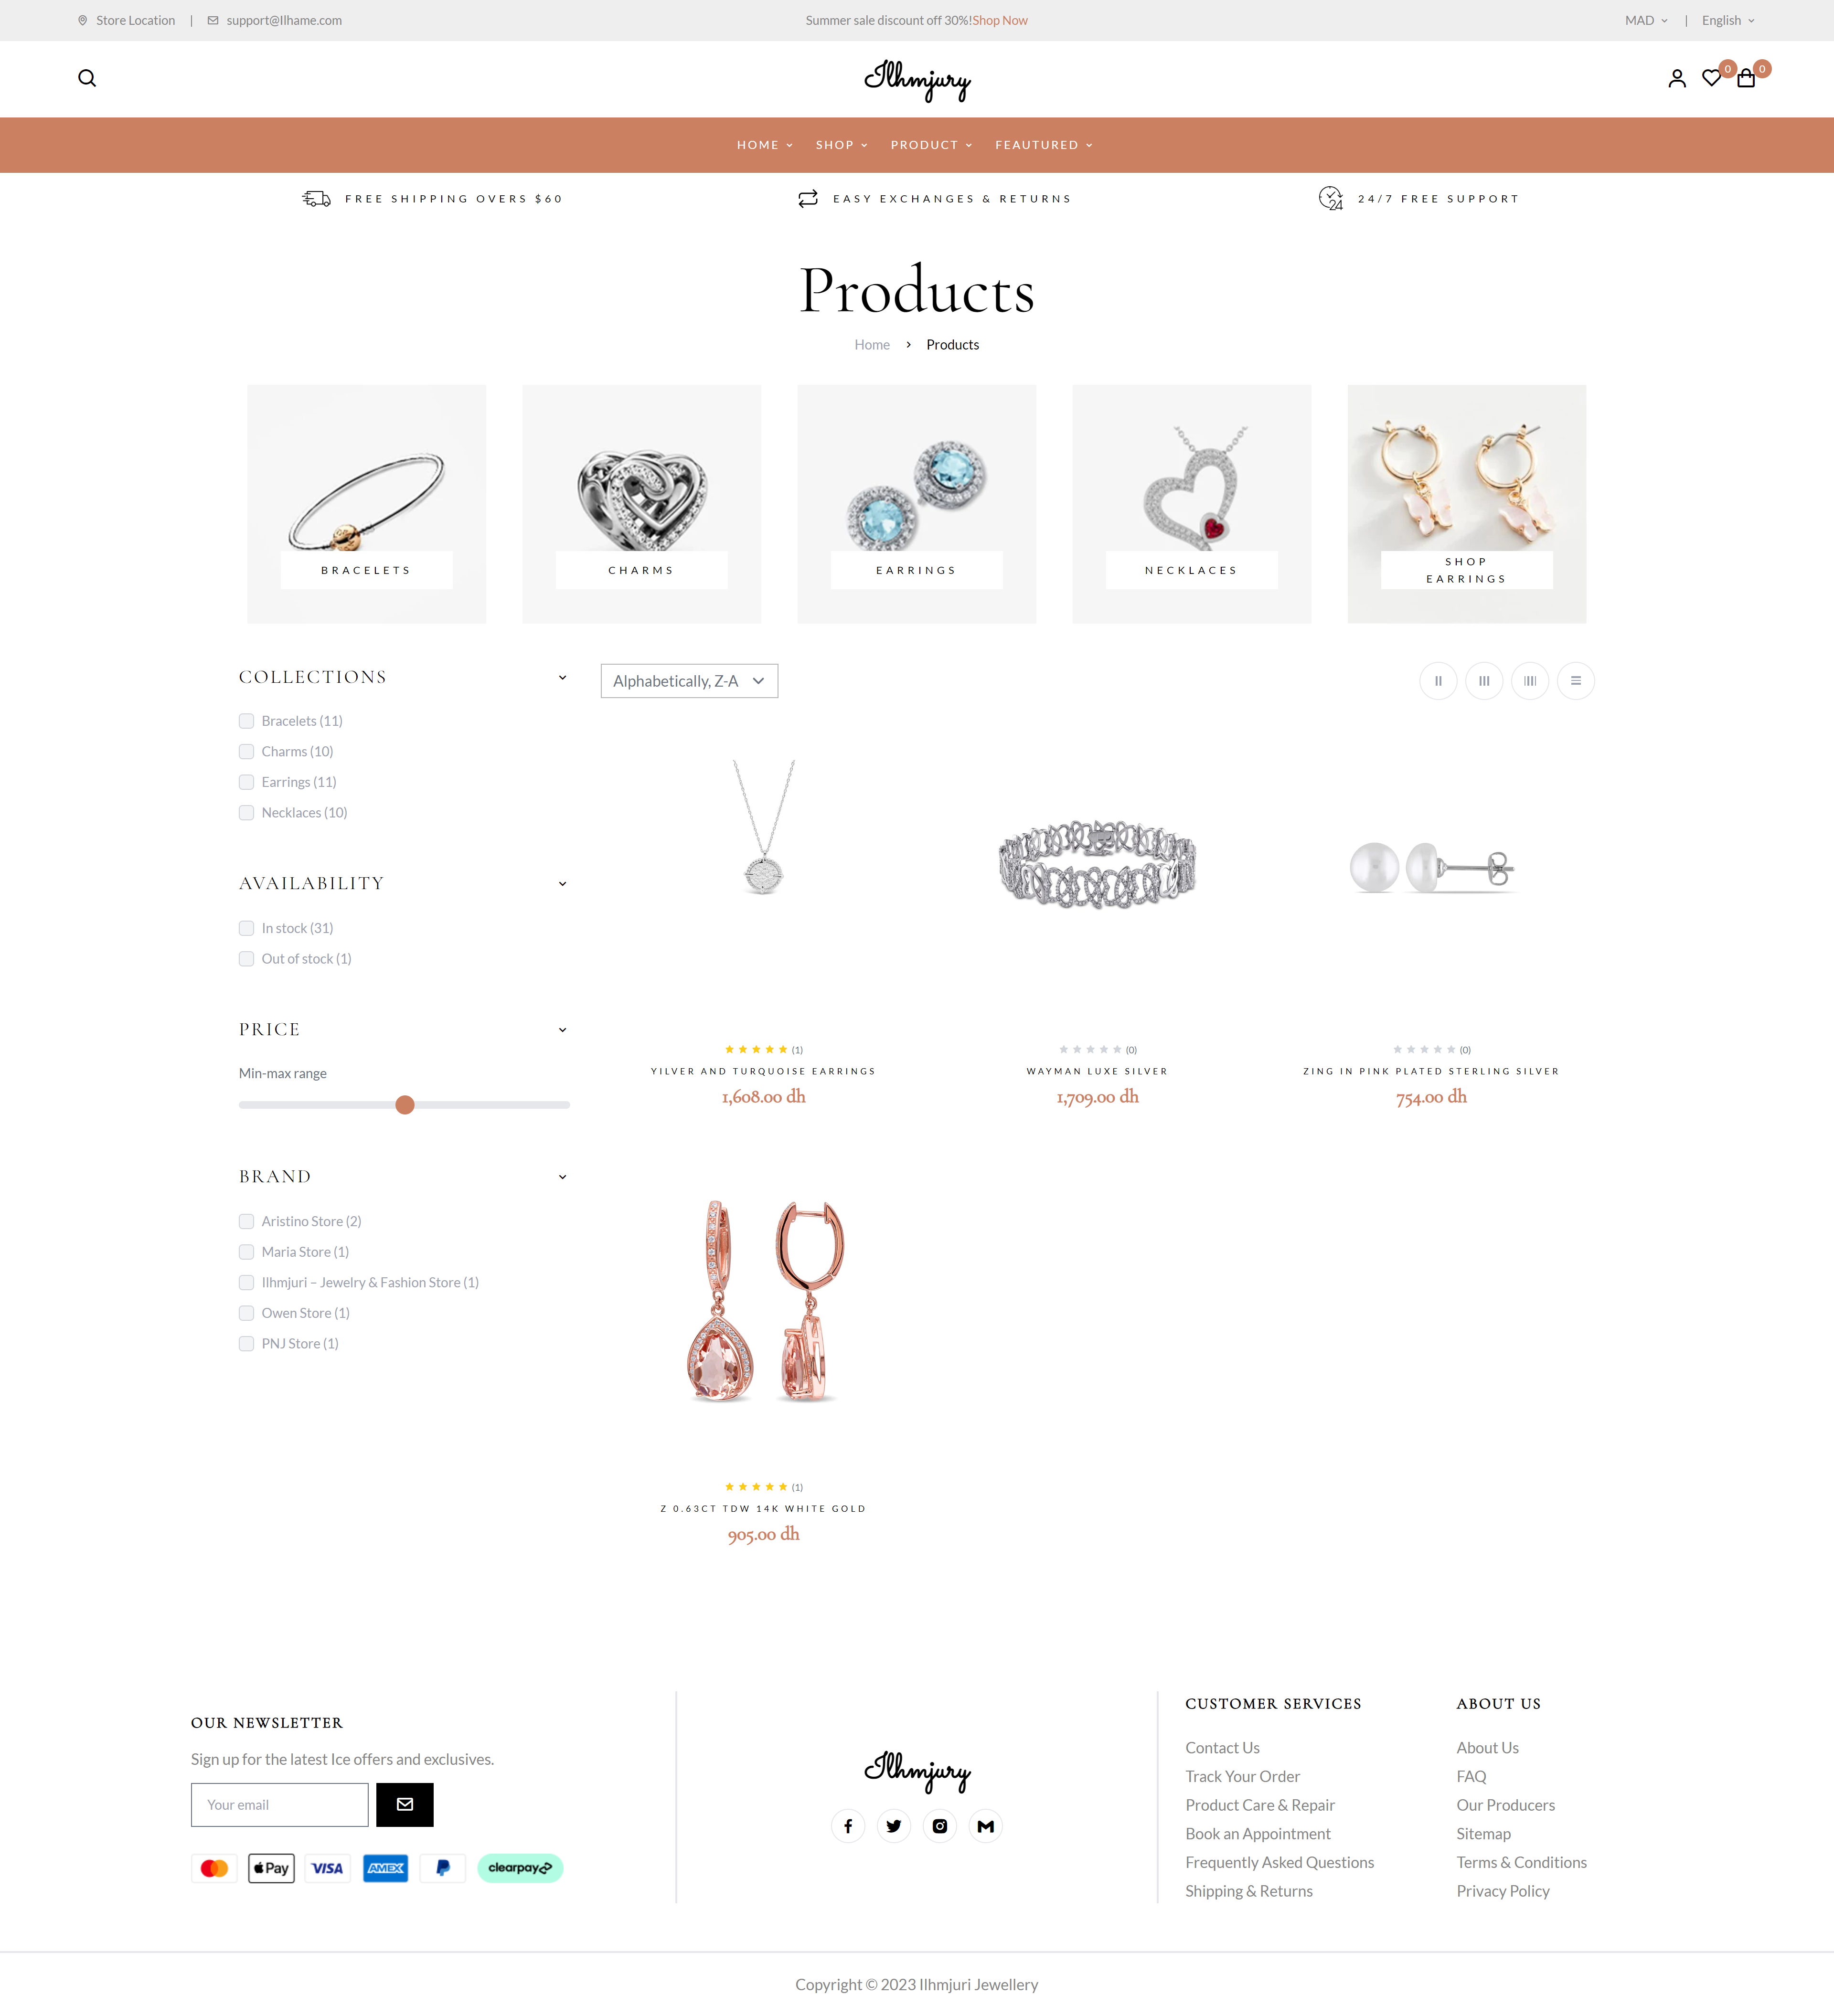 Store Location | support@Ilhame.com
Summer sale discount off 30%!Shop Now
MAD | English
Ilhmjury
0
0
HOME SHOP PRODUCT FEAUTURED
FREE SHIPPING OVERS $60
EASY EXCHANGES & RETURNS
24
24/7 FREE SUPPORT
Products
Home > Products
BRACELETS
CHARMS
EARRINGS
NECKLACES
SHOP
EARRINGS
COLLECTIONS
Bracelets (11)
Charms (10)
Earrings (11)
Necklaces (10)
AVAILABILITY
In stock (31)
Out of stock (1)
PRICE
Min-max range
BRAND
Aristino Store (2)
Maria Store (1)
Ilhmjuri – Jewelry & Fashion Store (1)
Owen Store (1)
PNJ Store (1)
Alphabetically, Z-A
(1)
YILVER AND TURQUOISE EARRINGS
1,608.00 dh
(0)
WAYMAN LUXE SILVER
1,709.00 dh
(0)
ZING IN PINK PLATED STERLING SILVER
754.00 dh
(1)
Z 0.63CT TDW 14K WHITE GOLD
905.00 dh
OUR NEWSLETTER
Sign up for the latest Ice offers and exclusives.
Your email
Pay VISA AMEX clearpay
Ilhmjury
CUSTOMER SERVICES
Contact Us
Track Your Order
Product Care & Repair
Book an Appointment
Frequently Asked Questions
Shipping & Returns
ABOUT US
About Us
FAQ
Our Producers
Sitemap
Terms & Conditions
Privacy Policy
Copyright © 2023 Ilhmjuri Jewellery